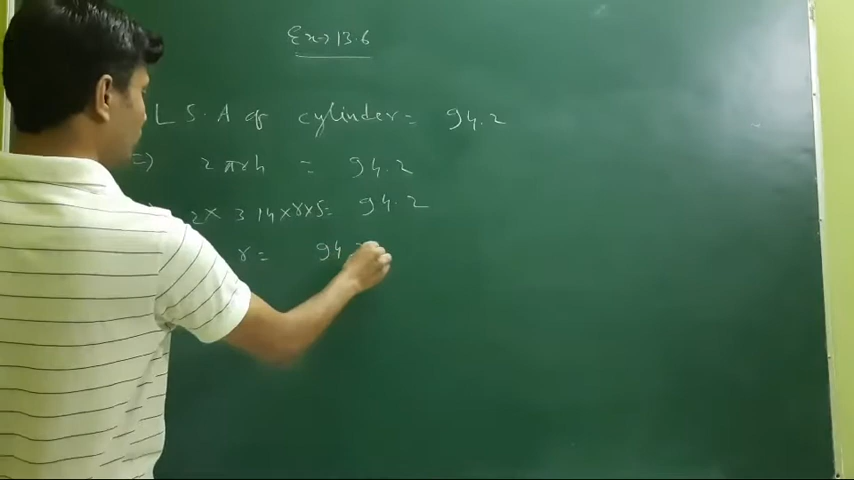 Ex → 13.6
L.S.A of cylinder = 94.2
⇒ 2πrh = 94.2
2 × 3.14 × r × 5 = 94.2
r = 94.